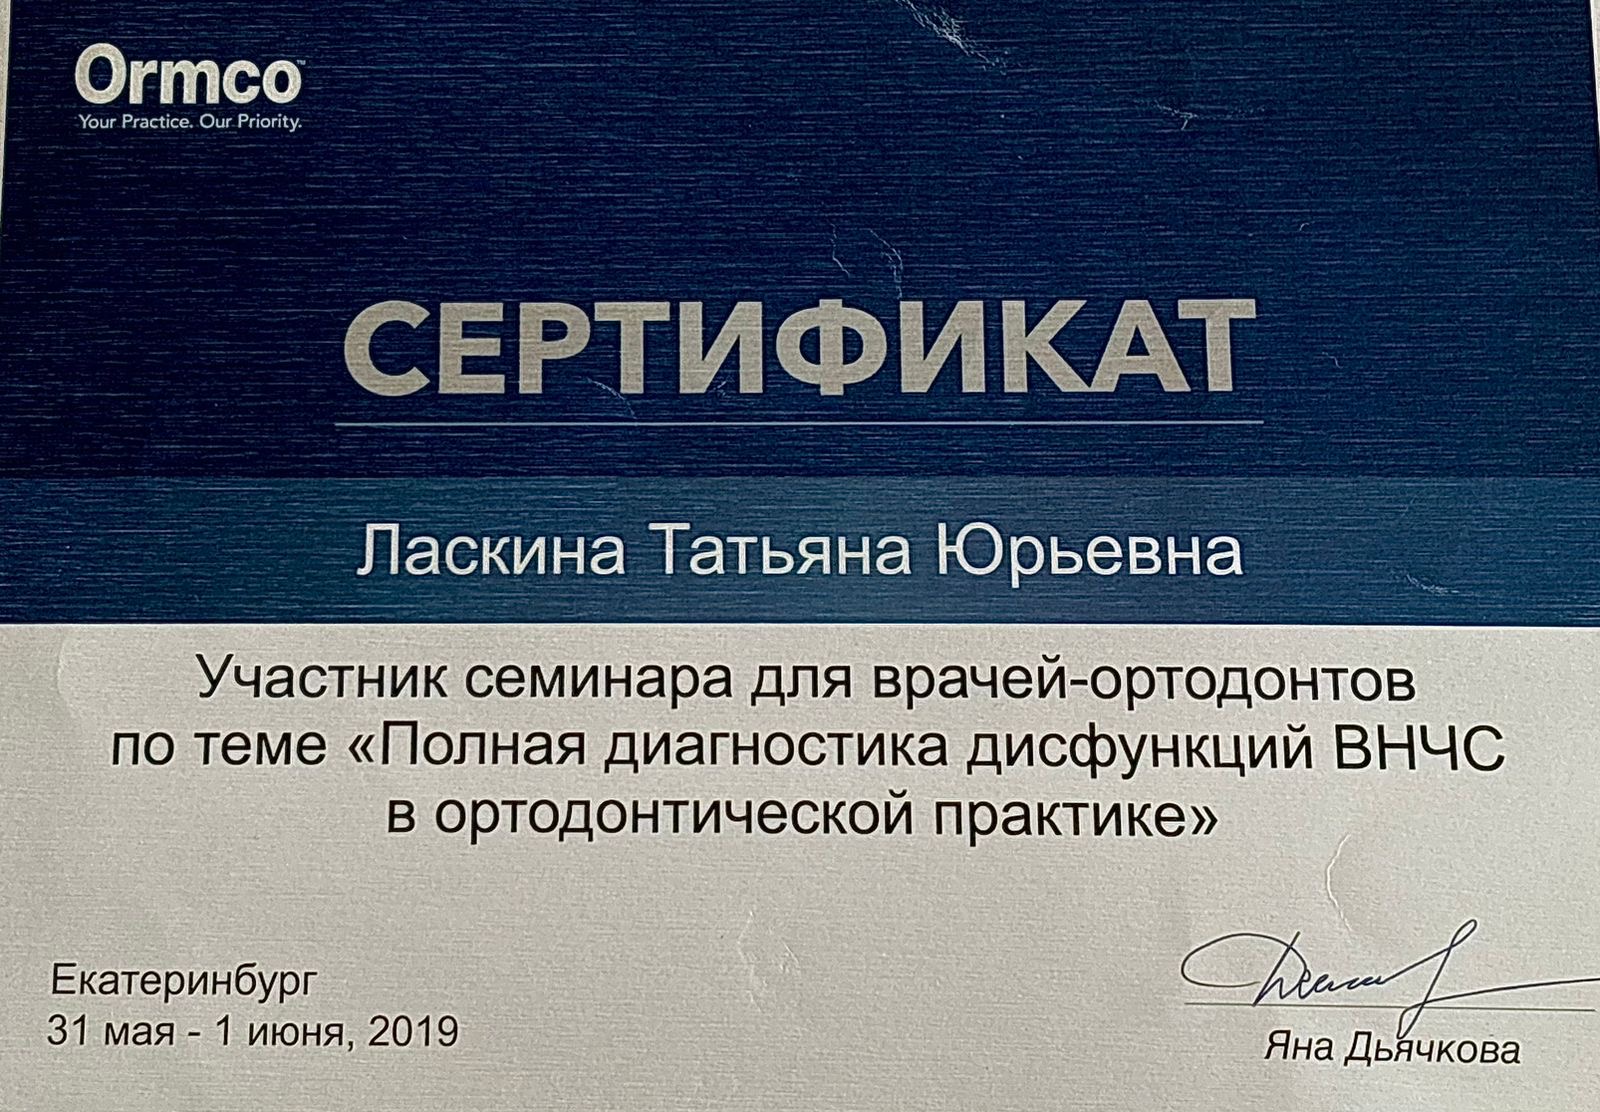 Ormco™
Your Practice. Our Priority.
СЕРТИФИКАТ
Ласкина Татьяна Юрьевна
Участник семинара для врачей-ортодонтов
по теме «Полная диагностика дисфункций ВНЧС
в ортодонтической практике»
Екатеринбург
31 мая - 1 июня, 2019
Яна Дьячкова